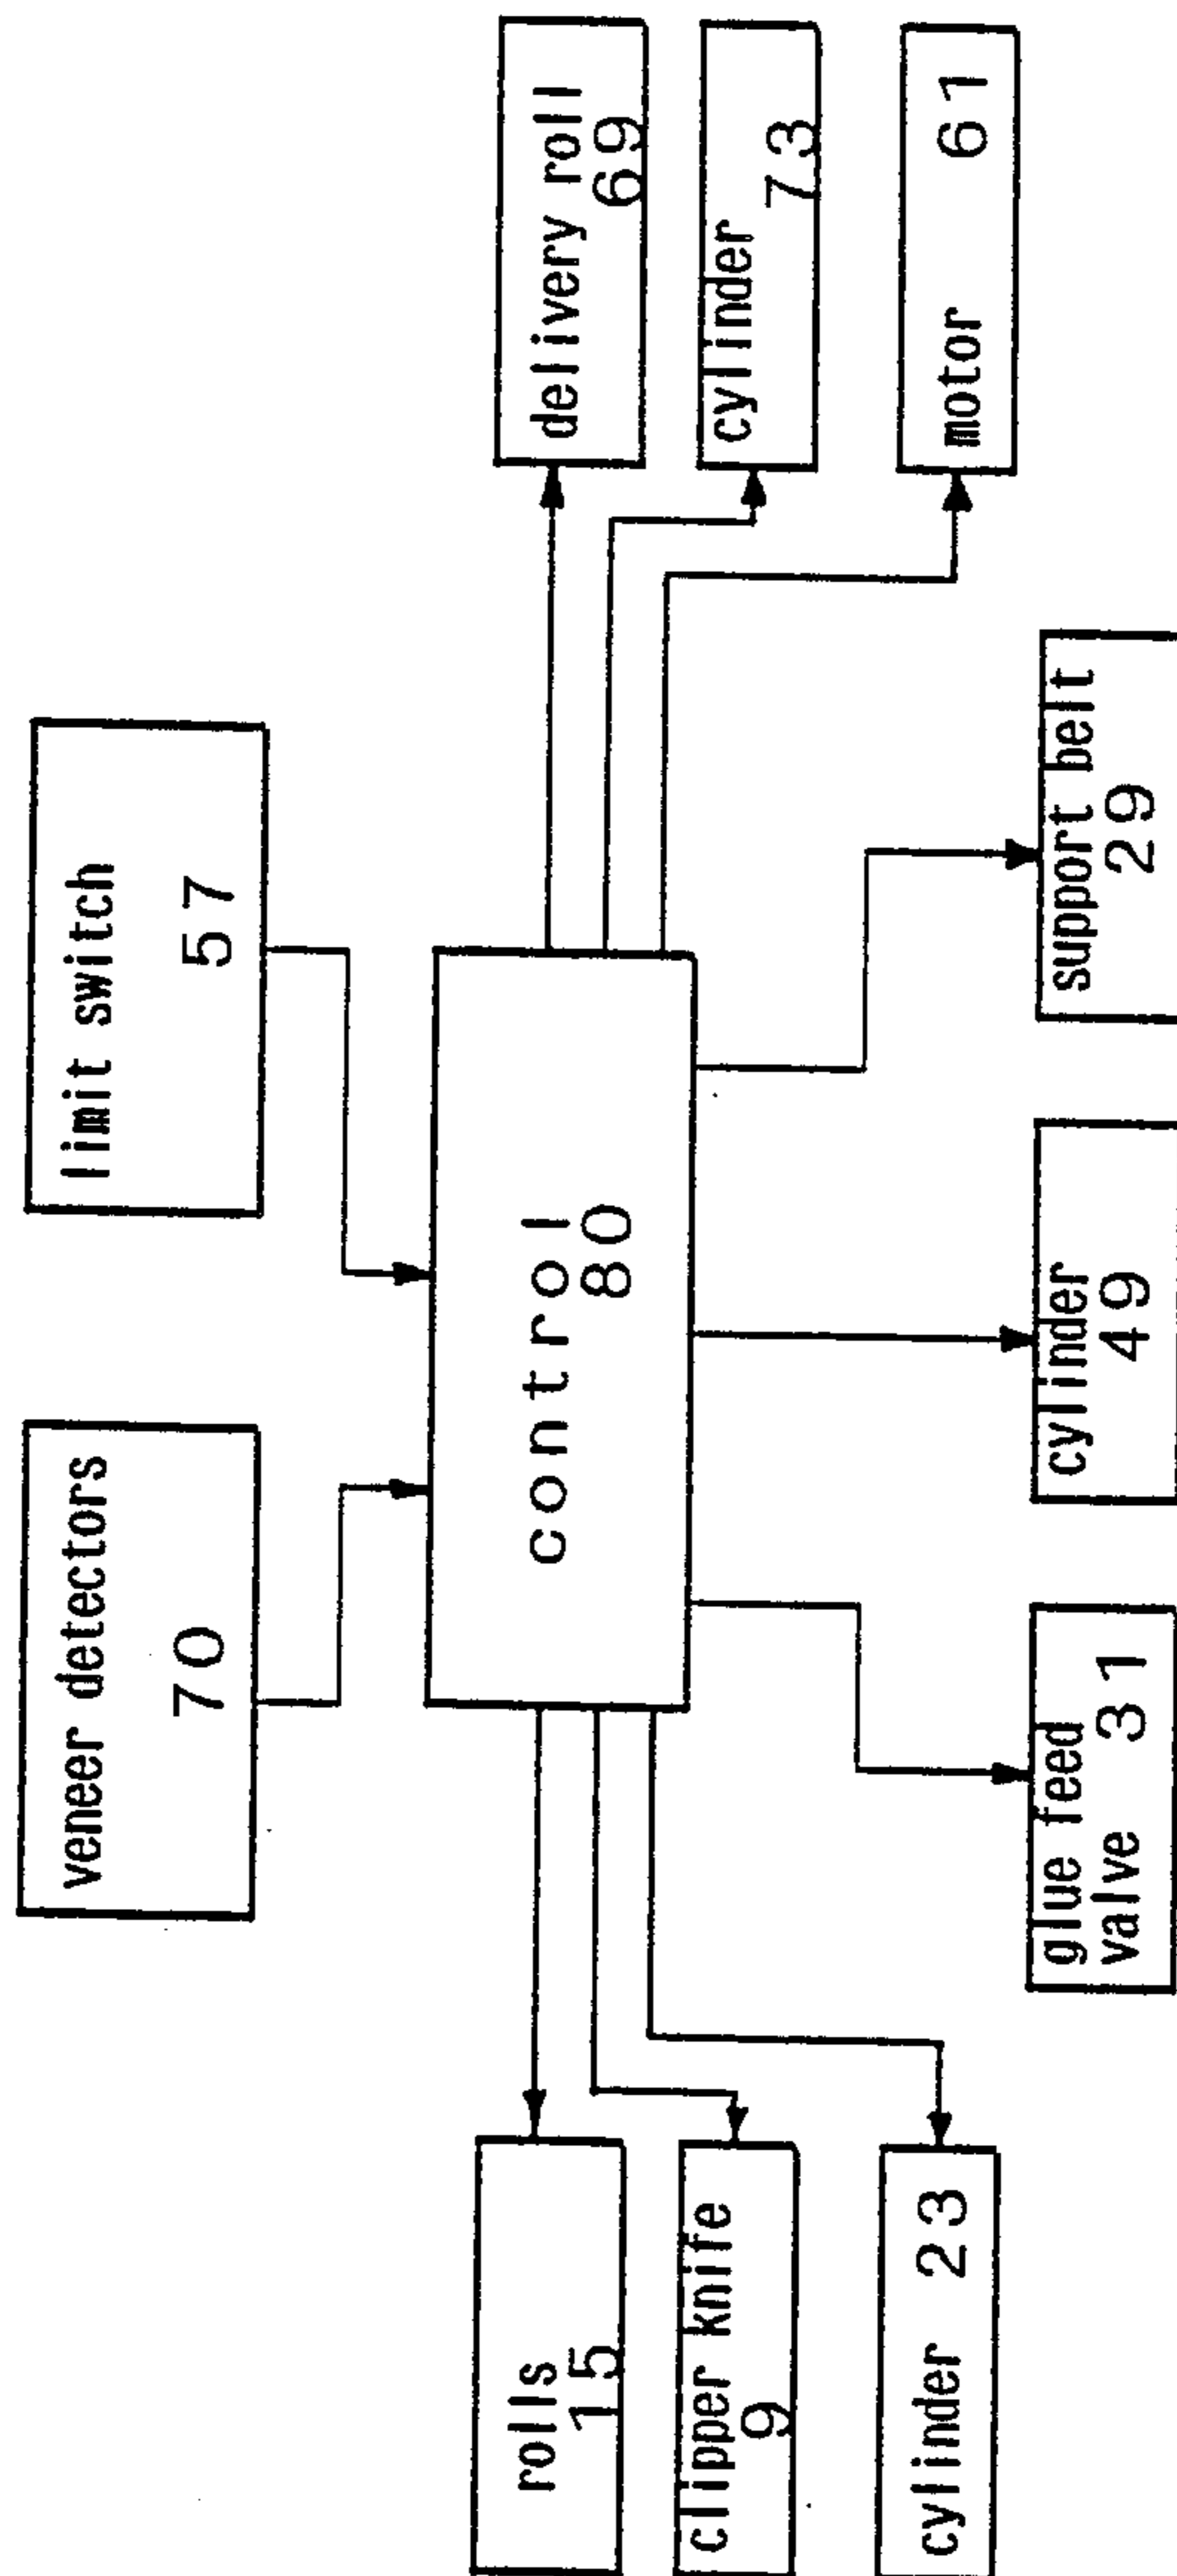 veneer detectors
70
limit switch
57
rolls
15
clipper knife
9
cylinder 23
control
80
delivery roll
69
cylinder
73
motor 61
glue feed
valve 31
cylinder
49
support belt
29